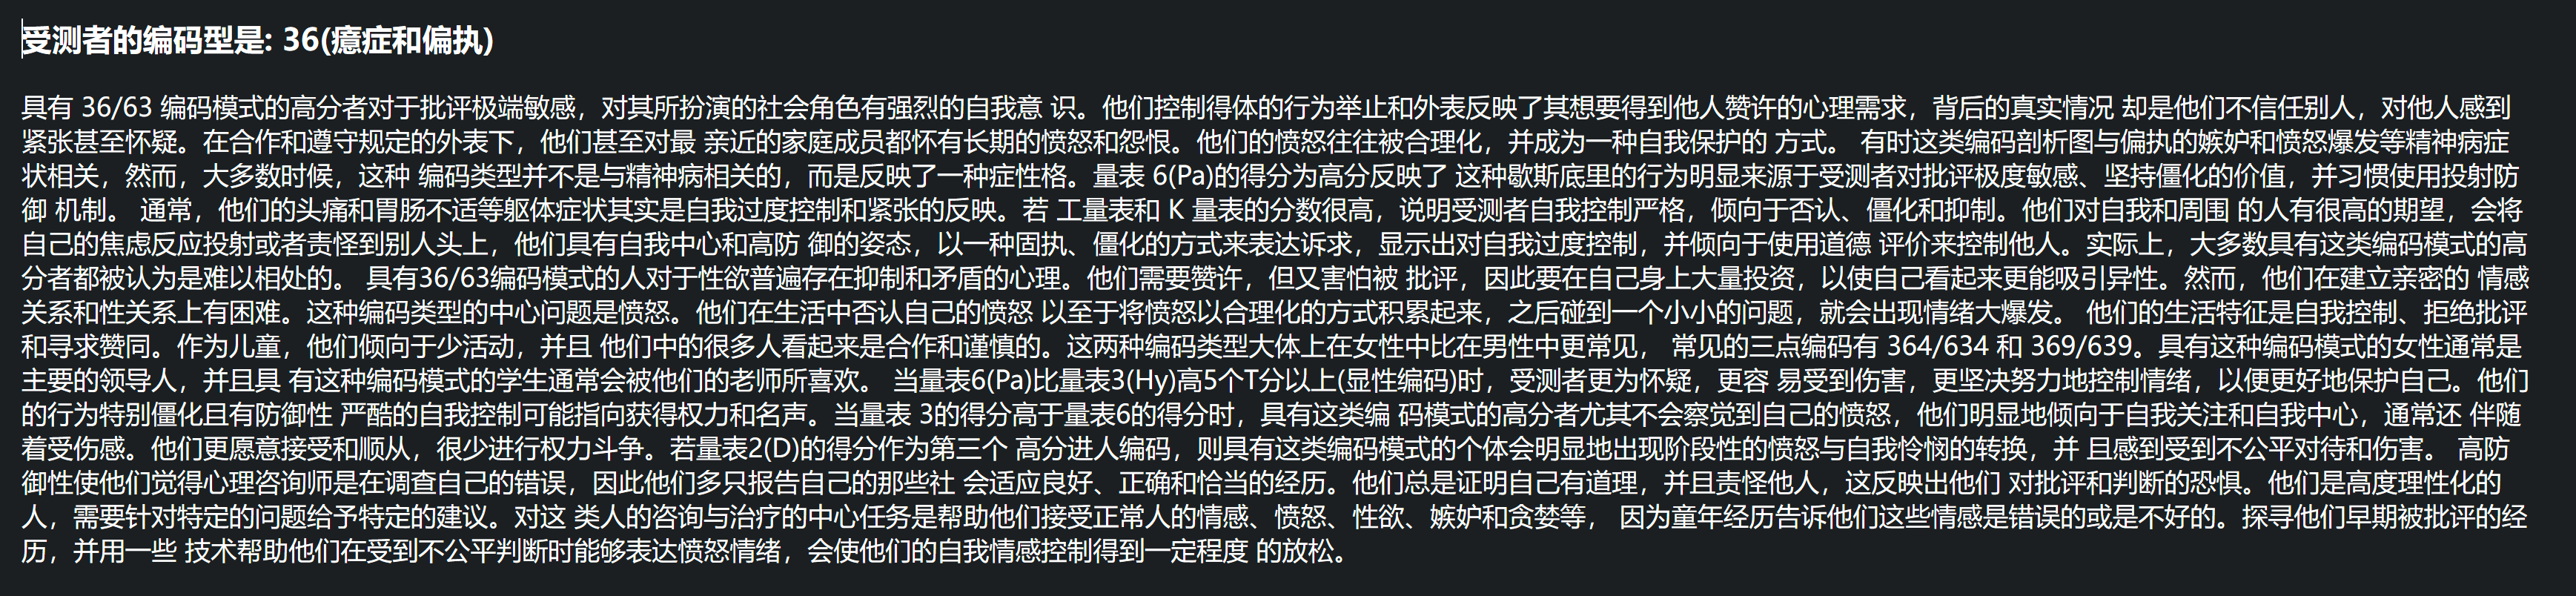 受测者的编码型是: 36(癔症和偏执)
具有 36/63 编码模式的高分者对于批评极端敏感，对其所扮演的社会角色有强烈的自我意 识。他们控制得体的行为举止和外表反映了其想要得到他人赞许的心理需求，背后的真实情况 却是他们不信任别人，对他人感到
紧张甚至怀疑。在合作和遵守规定的外表下，他们甚至对最 亲近的家庭成员都怀有长期的愤怒和怨恨。他们的愤怒往往被合理化，并成为一种自我保护的 方式。 有时这类编码剖析图与偏执的嫉妒和愤怒爆发等精神病症
状相关，然而，大多数时候，这种 编码类型并不是与精神病相关的，而是反映了一种症性格。量表 6(Pa)的得分为高分反映了 这种歇斯底里的行为明显来源于受测者对批评极度敏感、坚持僵化的价值，并习惯使用投射防
御 机制。 通常，他们的头痛和胃肠不适等躯体症状其实是自我过度控制和紧张的反映。若 工量表和 K 量表的分数很高，说明受测者自我控制严格，倾向于否认、僵化和抑制。他们对自我和周围 的人有很高的期望，会将
自己的焦虑反应投射或者责怪到别人头上，他们具有自我中心和高防 御的姿态，以一种固执、僵化的方式来表达诉求，显示出对自我过度控制，并倾向于使用道德 评价来控制他人。实际上，大多数具有这类编码模式的高
分者都被认为是难以相处的。 具有36/63编码模式的人对于性欲普遍存在抑制和矛盾的心理。他们需要赞许，但又害怕被 批评，因此要在自己身上大量投资，以使自己看起来更能吸引异性。然而，他们在建立亲密的 情感
关系和性关系上有困难。这种编码类型的中心问题是愤怒。他们在生活中否认自己的愤怒 以至于将愤怒以合理化的方式积累起来，之后碰到一个小小的问题，就会出现情绪大爆发。 他们的生活特征是自我控制、拒绝批评
和寻求赞同。作为儿童，他们倾向于少活动，并且 他们中的很多人看起来是合作和谨慎的。这两种编码类型大体上在女性中比在男性中更常见， 常见的三点编码有 364/634 和 369/639。具有这种编码模式的女性通常是
主要的领导人，并且具 有这种编码模式的学生通常会被他们的老师所喜欢。 当量表6(Pa)比量表3(Hy)高5个T分以上(显性编码)时，受测者更为怀疑，更容 易受到伤害，更坚决努力地控制情绪，以便更好地保护自己。他们
的行为特别僵化且有防御性 严酷的自我控制可能指向获得权力和名声。当量表 3的得分高于量表6的得分时，具有这类编 码模式的高分者尤其不会察觉到自己的愤怒，他们明显地倾向于自我关注和自我中心，通常还 伴随
着受伤感。他们更愿意接受和顺从，很少进行权力斗争。若量表2(D)的得分作为第三个 高分进人编码，则具有这类编码模式的个体会明显地出现阶段性的愤怒与自我怜悯的转换，并 且感到受到不公平对待和伤害。 高防
御性使他们觉得心理咨询师是在调查自己的错误，因此他们多只报告自己的那些社 会适应良好、正确和恰当的经历。他们总是证明自己有道理，并且责怪他人，这反映出他们 对批评和判断的恐惧。他们是高度理性化的
人，需要针对特定的问题给予特定的建议。对这 类人的咨询与治疗的中心任务是帮助他们接受正常人的情感、愤怒、性欲、嫉妒和贪婪等， 因为童年经历告诉他们这些情感是错误的或是不好的。探寻他们早期被批评的经
历，并用一些 技术帮助他们在受到不公平判断时能够表达愤怒情绪，会使他们的自我情感控制得到一定程度 的放松。